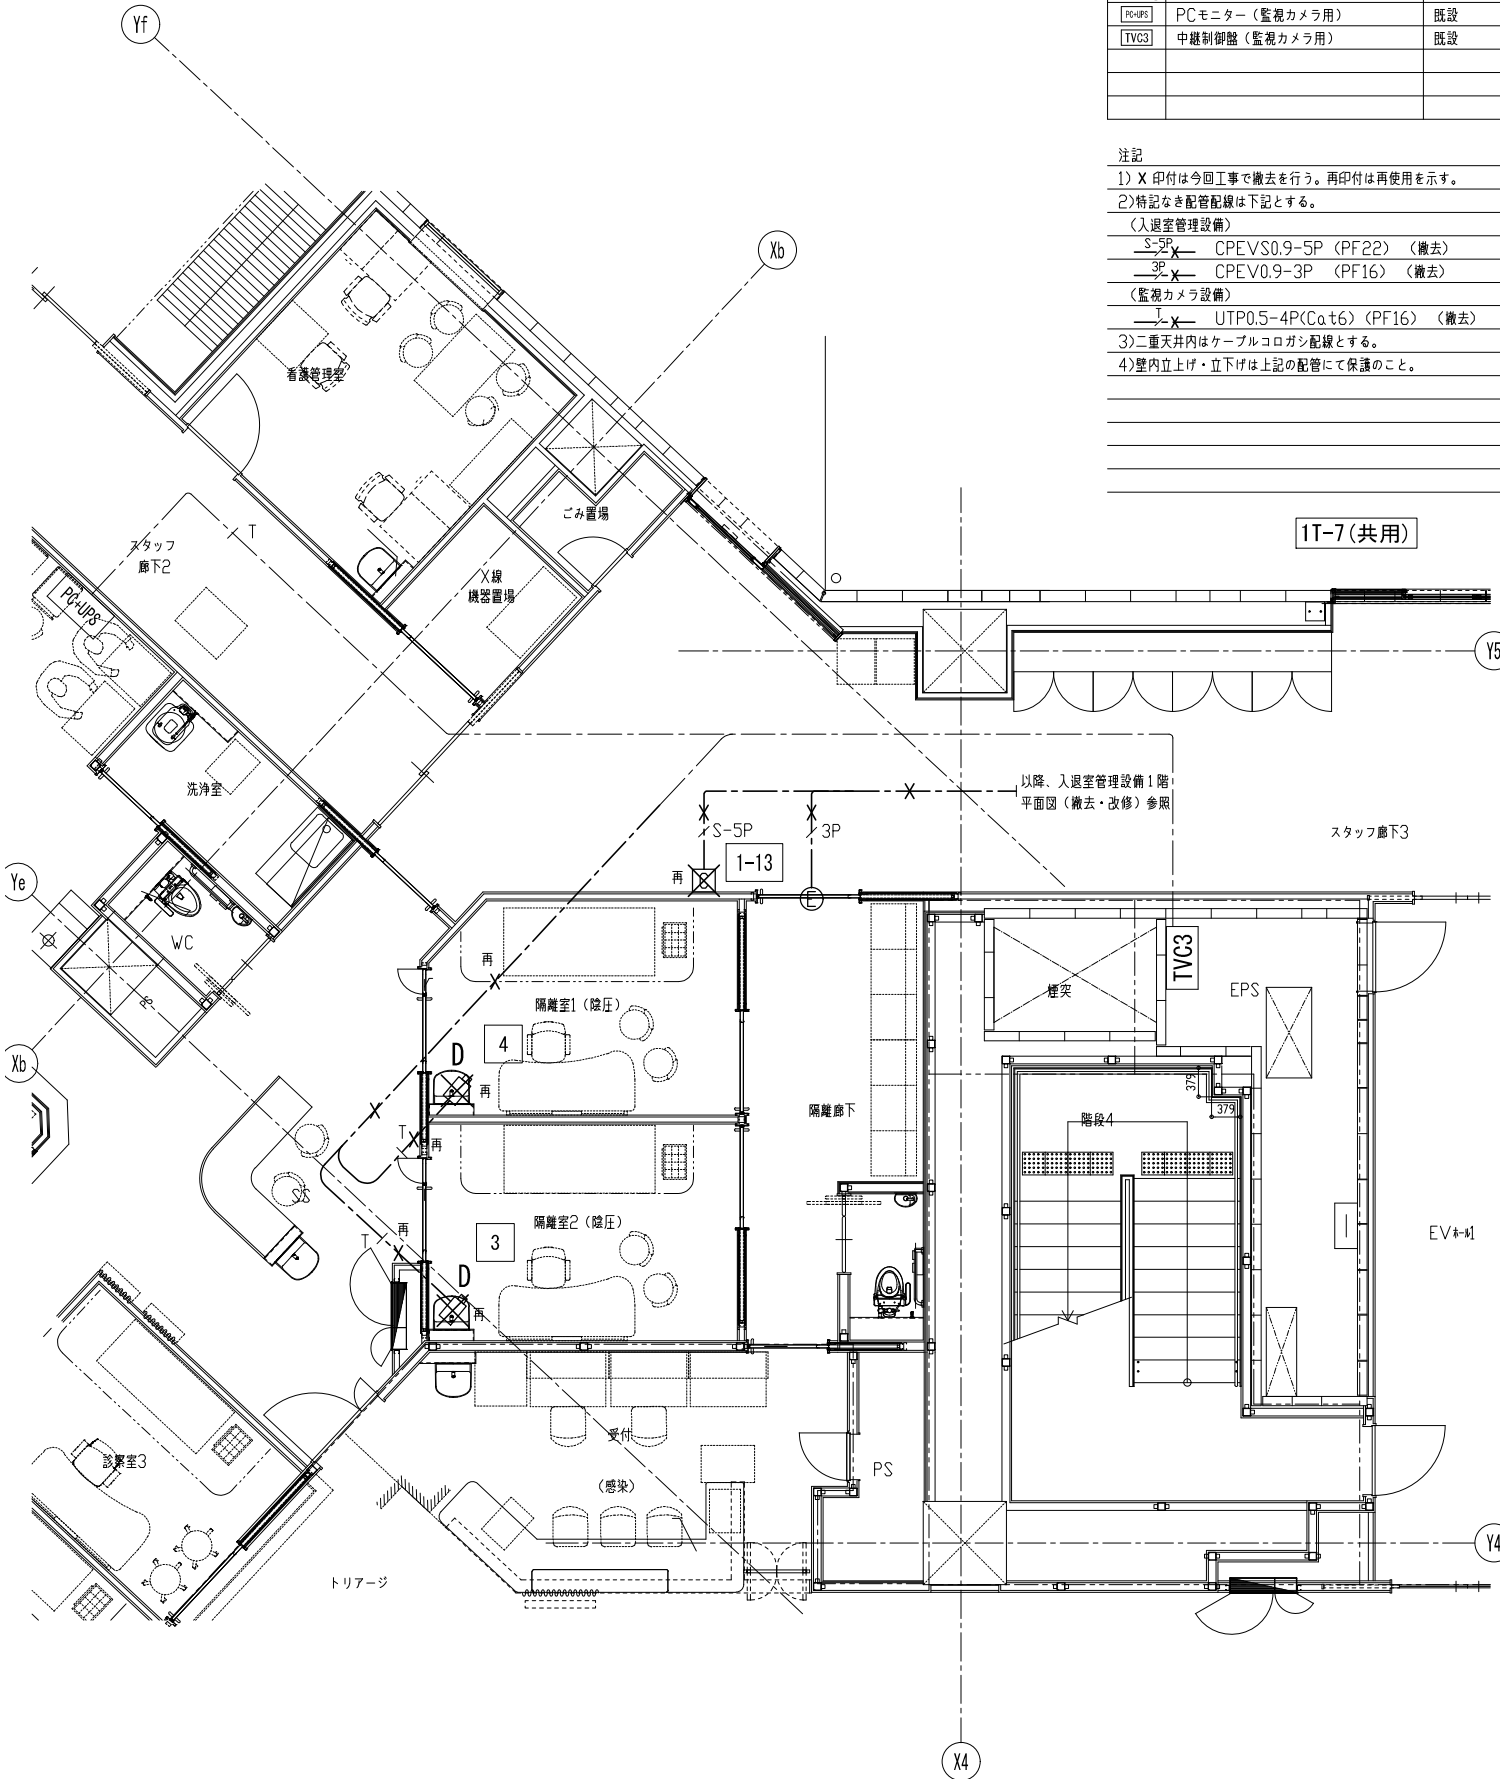 Yf
PC+UPS PCモニター（監視カメラ用） 既設
TVC3 中継制御盤（監視カメラ用） 既設
注記
1) X 印付は今回工事で撤去を行う。再印付は再使用を示す。
2)特記なき配管配線は下記とする。
（入退室管理設備）
S-5P X CPEVS0.9-5P （PF22） （撤去）
3P X CPEV0.9-3P （PF16） （撤去）
（監視カメラ設備）
T X UTP0.5-4P(Cat6) （PF16） （撤去）
3)二重天井内はケーブルコロガシ配線とする。
4)壁内立上げ・立下げは上記の配管にて保護のこと。
Xb
看護管理室
ごみ置場
1T-7(共用)
T
スタッフ
廊下2
X線
機器置場
PC+UPS
Y5
洗浄室
以降、入退室管理設備1階
平面図（撤去・改修）参照
X
X
X
S-5P
3P
スタッフ廊下3
1-13
再
E
Ye
WC
TVC3
再
X
煙突
EPS
隔離室1（陰圧）
4
D
再
Xb
379
379
隔離廊下
階段4
X
T
X
再
SS
隔離室2（陰圧）
再
T
X
3
EVホール1
D
再
受付
診察室3
PS
（感染）
Y4
トリアージ
X4